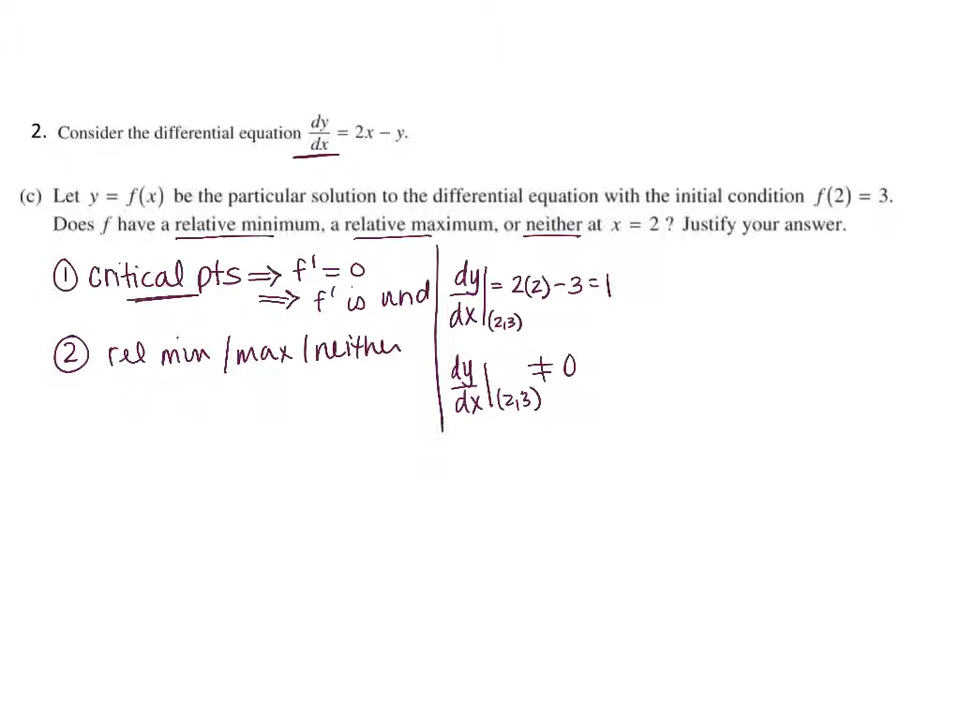 2. Consider the differential equation dy/dx = 2x − y.
(c) Let y = f(x) be the particular solution to the differential equation with the initial condition f(2) = 3.
Does f have a relative minimum, a relative maximum, or neither at x = 2 ? Justify your answer.
① critical pts ⇒ f' = 0
⇒ f' is und
② rel min / max / neither
dy/dx |(2,3) = 2(2) − 3 = 1
dy/dx |(2,3) ≠ 0